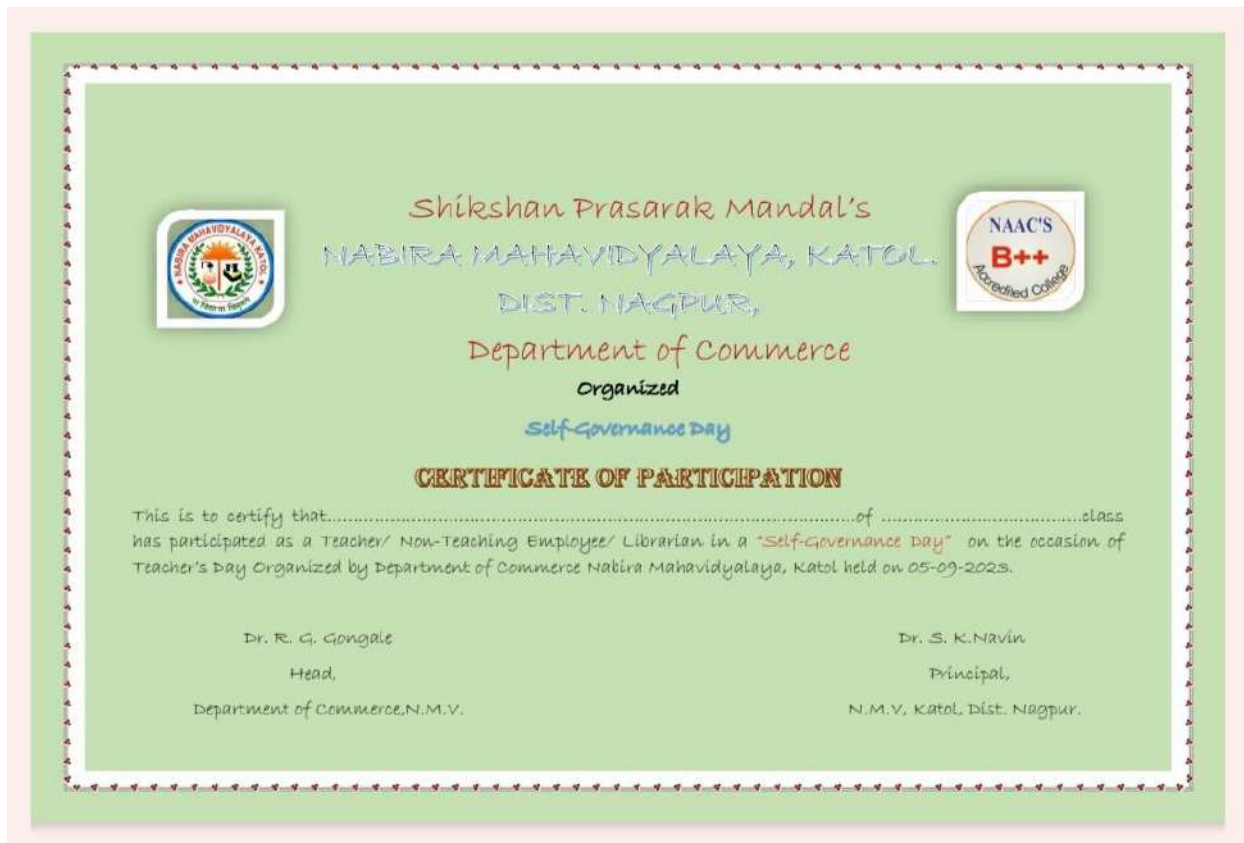 Shikshan Prasarak Mandal's
NABIRA MAHAVIDYALAYA KATOL
NABIRA MAHAVIDYALAYA, KATOL.
NAAC'S
B++
Accredited College
DIST. NAGPUR,
Department of Commerce
Organized
Self-Governance Day
CERTIFICATE OF PARTICIPATION
This is to certify that..........................................................................................of ..................................class
has participated as a Teacher/ Non-Teaching Employee/ Librarian in a "Self-Governance Day" on the occasion of
Teacher's Day Organized by Department of Commerce Nabira Mahavidyalaya, Katol held on 05-09-2023.
Dr. R. G. Gongale
Dr. S. K.Navin
Head,
Principal,
Department of Commerce,N.M.V.
N.M.V, Katol, Dist. Nagpur.